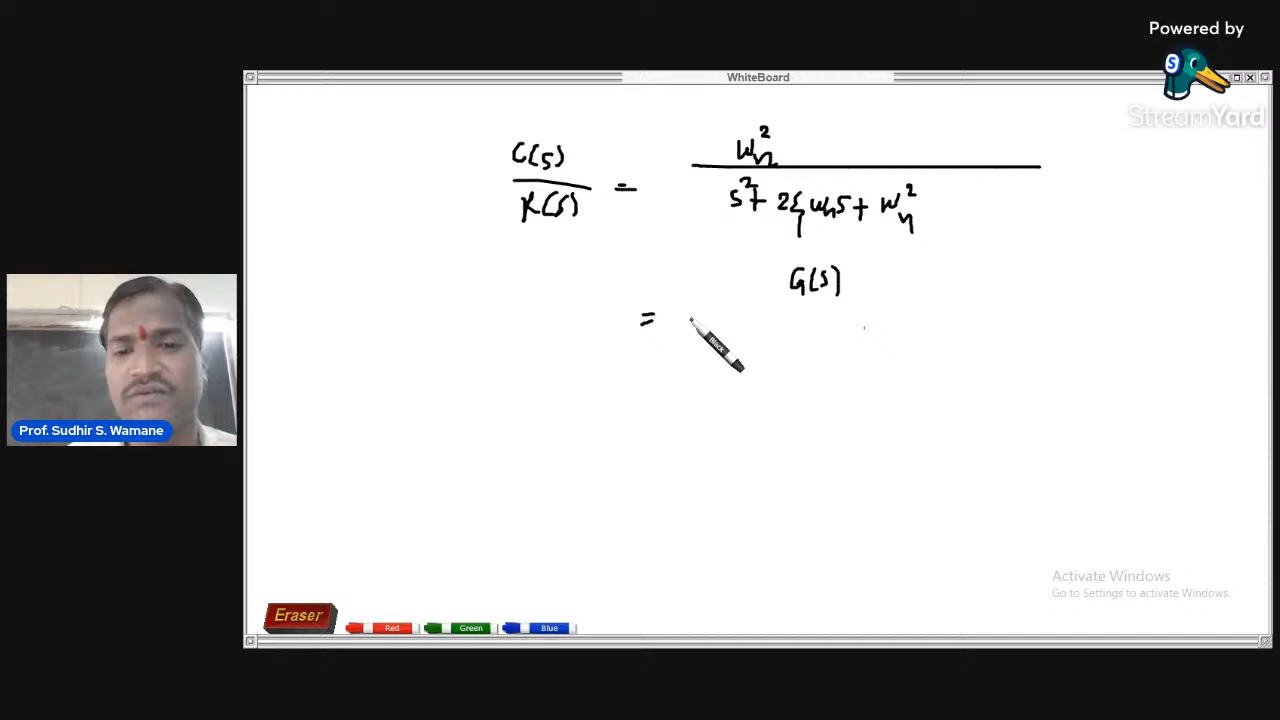 Powered by
StreamYard
WhiteBoard
C(s)/R(s) = ωn²/(s² + 2ζωns + ωn²)
G(s)
=
Prof. Sudhir S. Wamane
Black
Activate Windows
Go to Settings to activate Windows.
Eraser
Red
Green
Blue